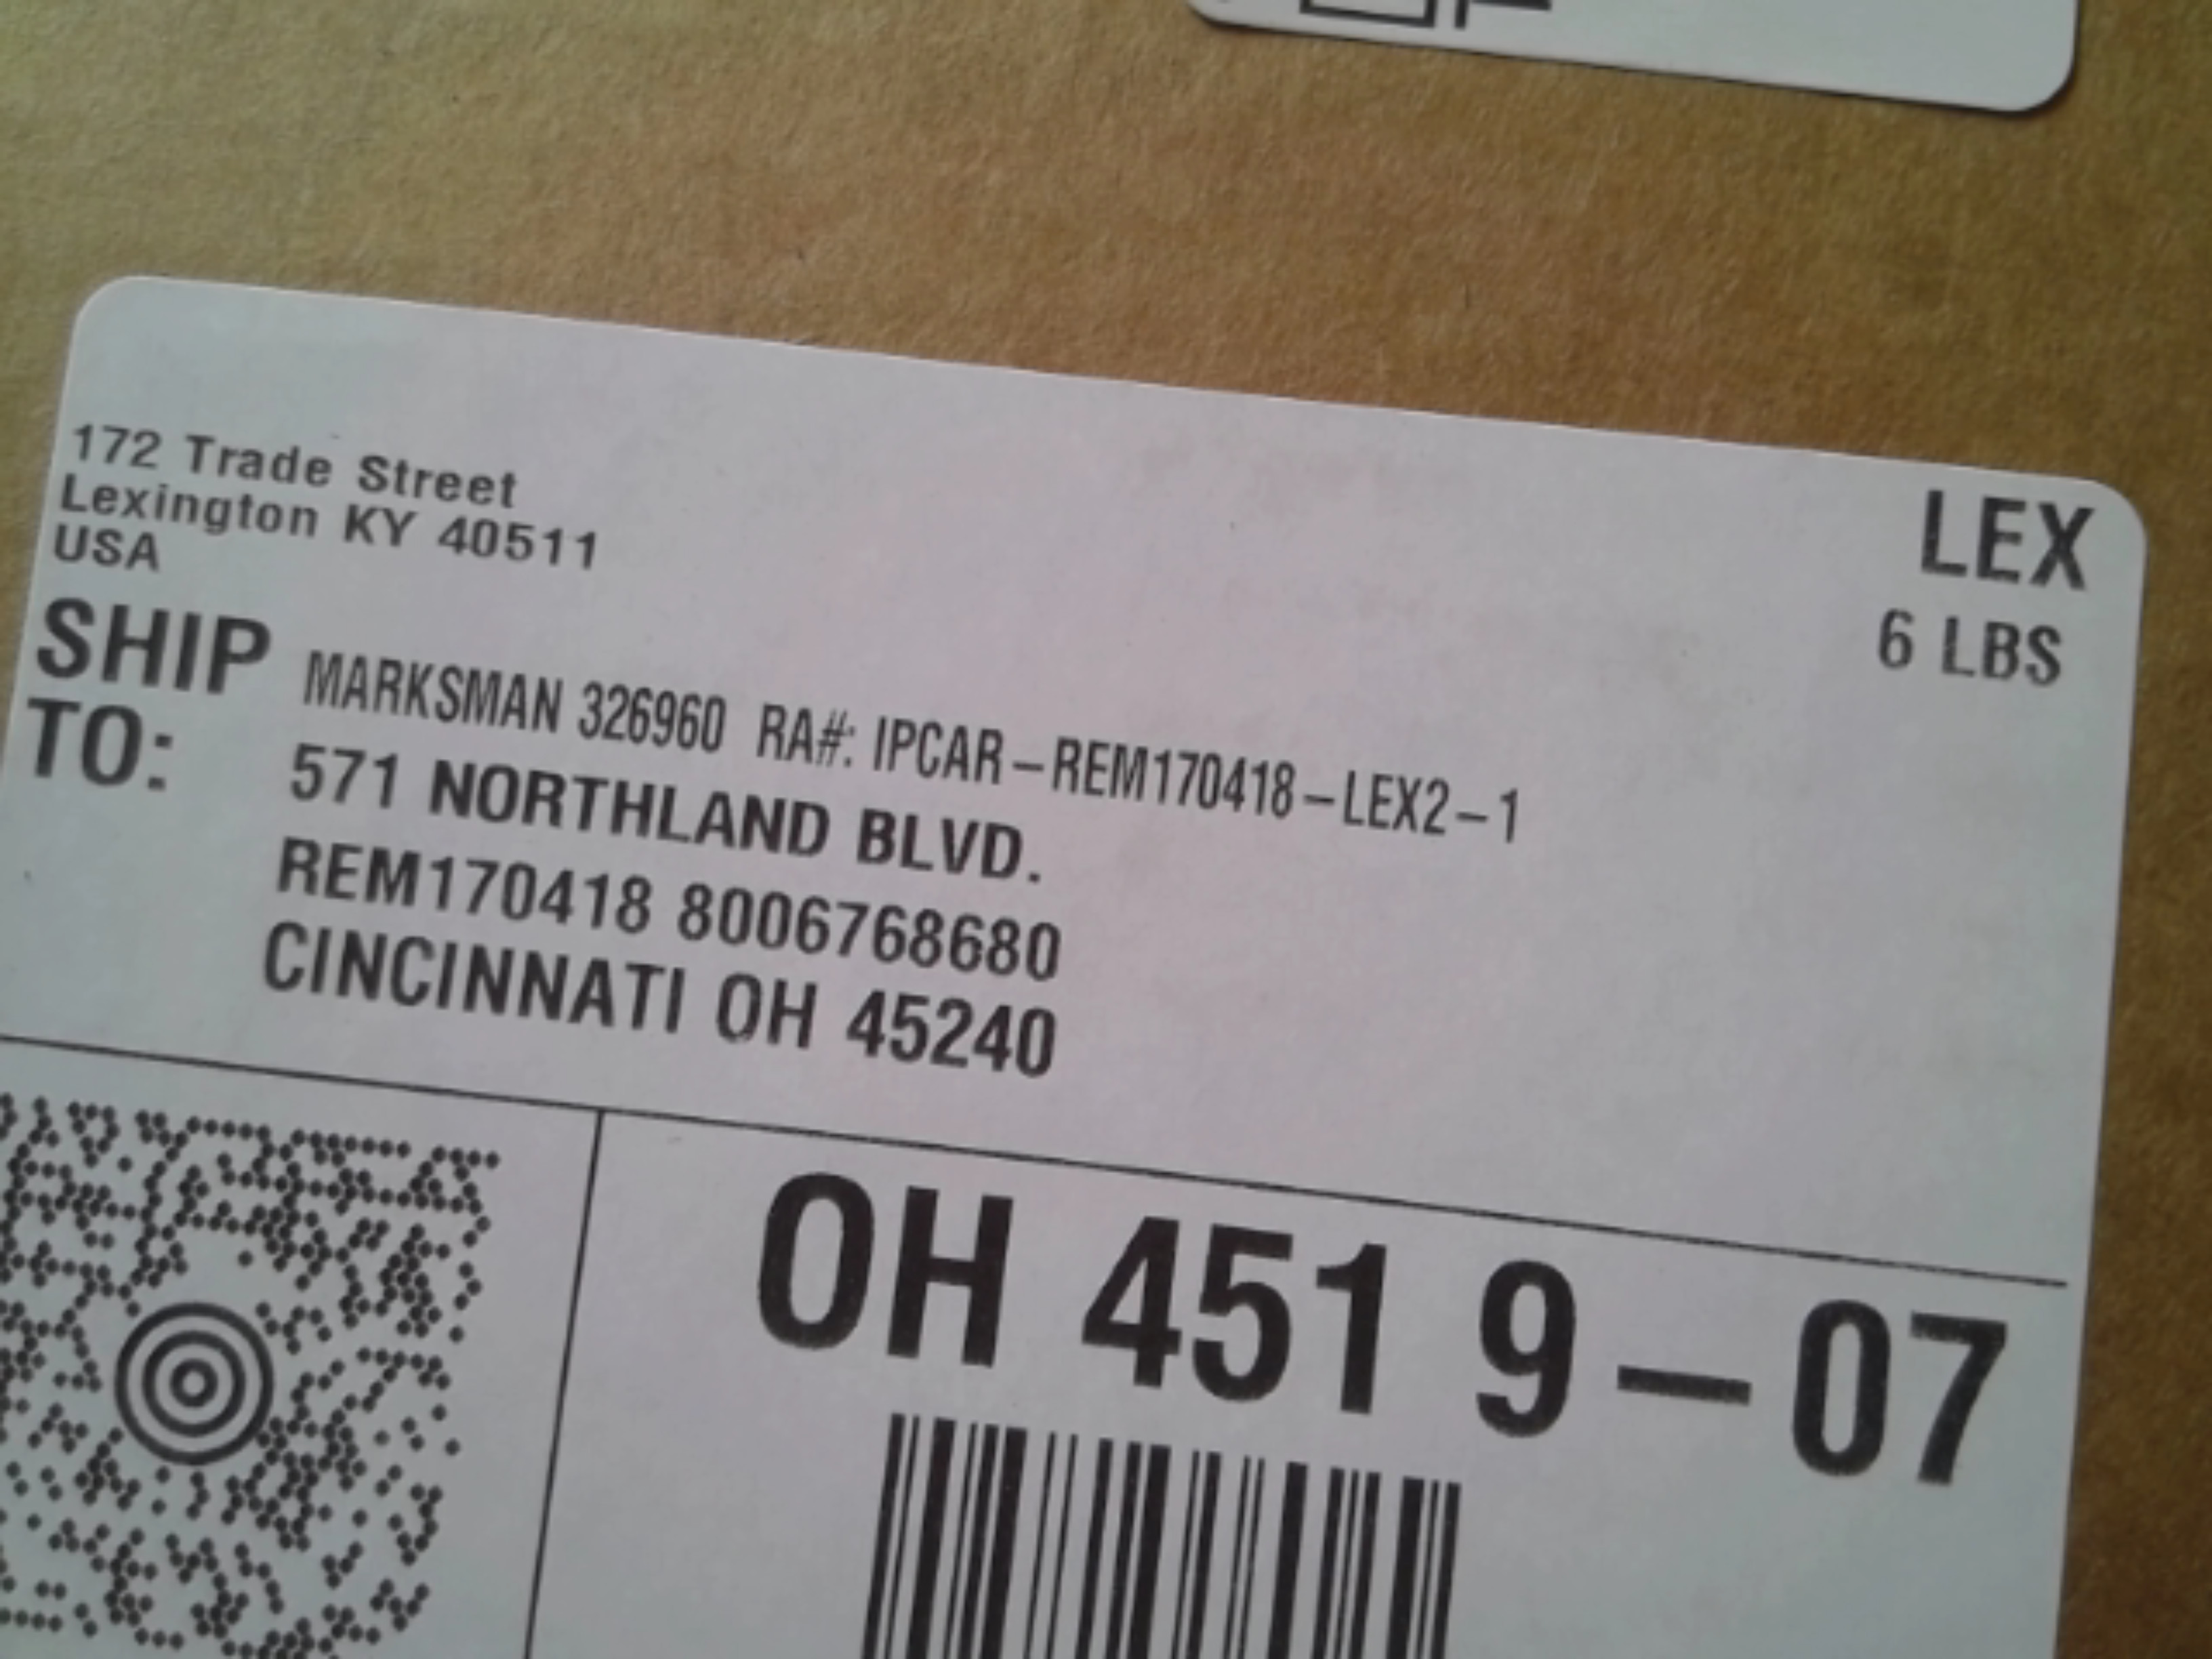 172 Trade Street
Lexington KY 40511
USA
LEX
6 LBS
SHIP TO:
MARKSMAN 326960 RA#: IPCAR-REM170418-LEX2-1
571 NORTHLAND BLVD.
REM170418 8006768680
CINCINNATI OH 45240
OH 451 9-07